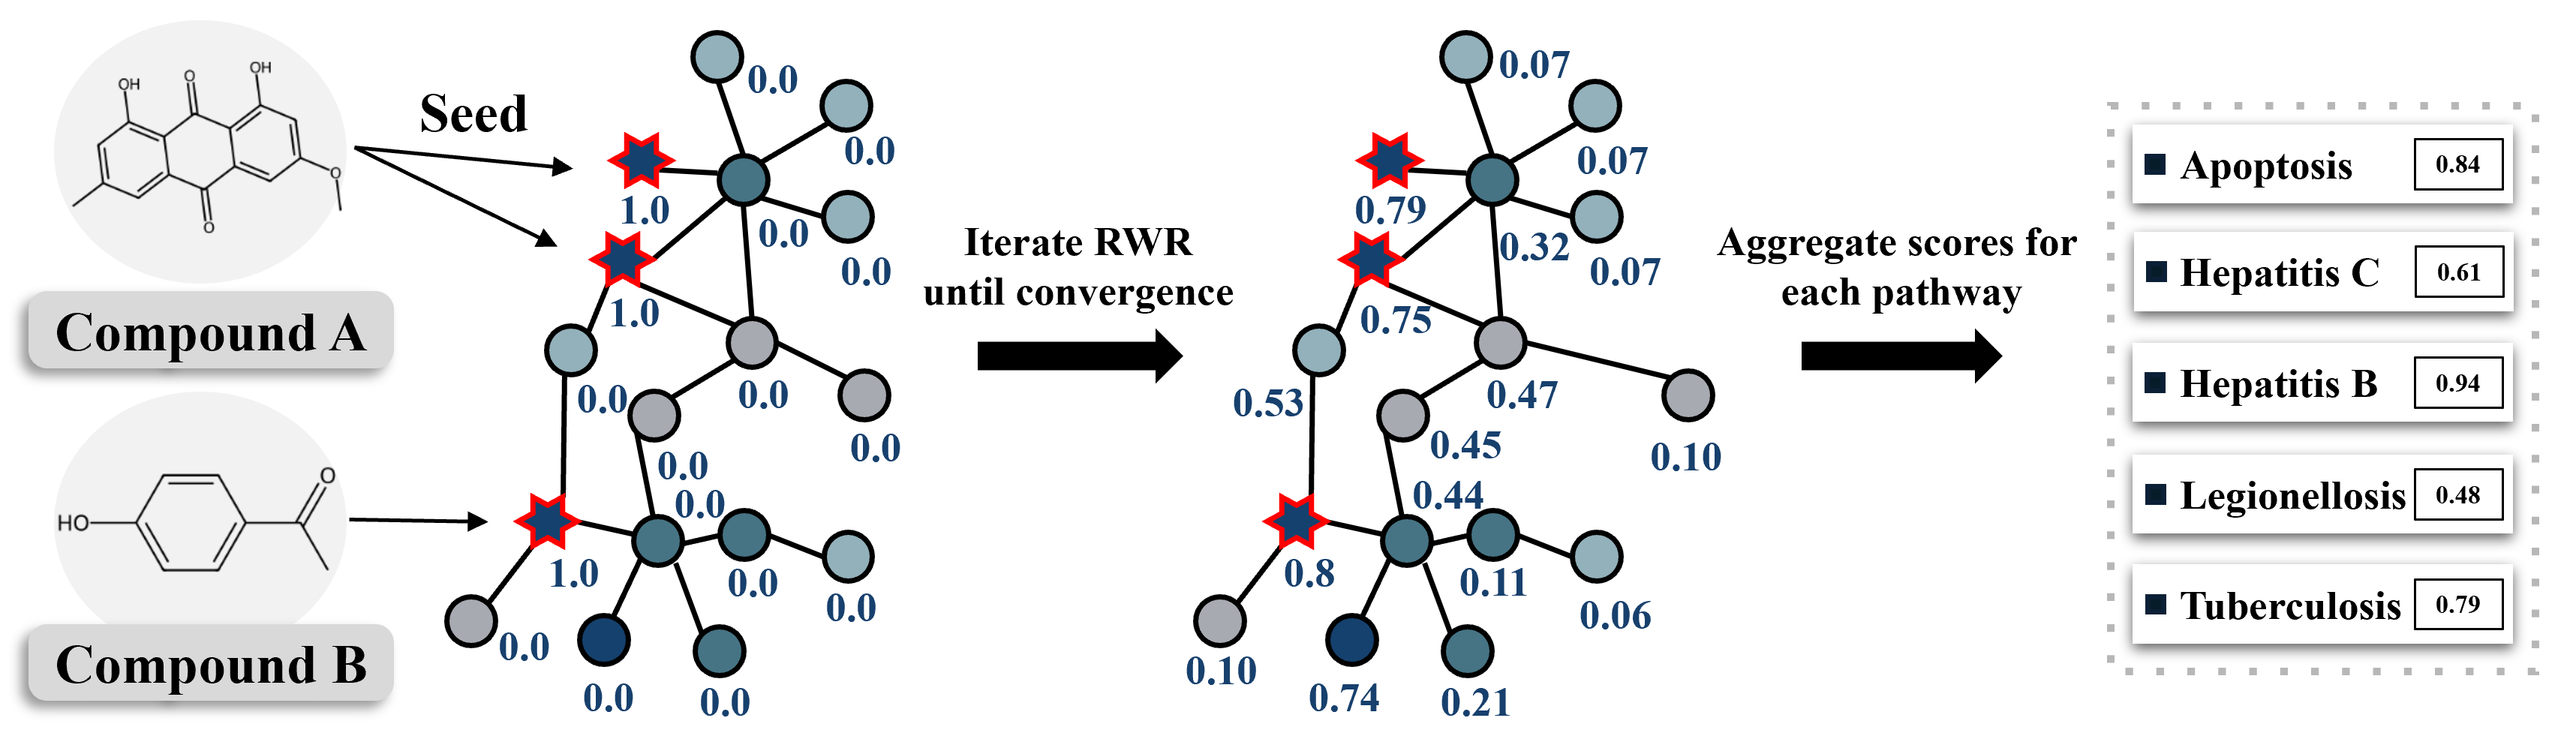 OH
O
OH
O
O
Compound A
HO
O
Compound B
Seed
0.0
0.0
1.0
0.0
0.0
1.0
0.0
0.0
0.0
0.0
0.0
1.0
0.0
0.0
0.0
0.0
0.0
Iterate RWR
until convergence
0.07
0.07
0.79
0.32
0.07
0.75
0.53
0.47
0.45
0.10
0.44
0.8
0.11
0.06
0.10
0.74
0.21
Aggregate scores for
each pathway
Apoptosis 0.84
Hepatitis C 0.61
Hepatitis B 0.94
Legionellosis 0.48
Tuberculosis 0.79